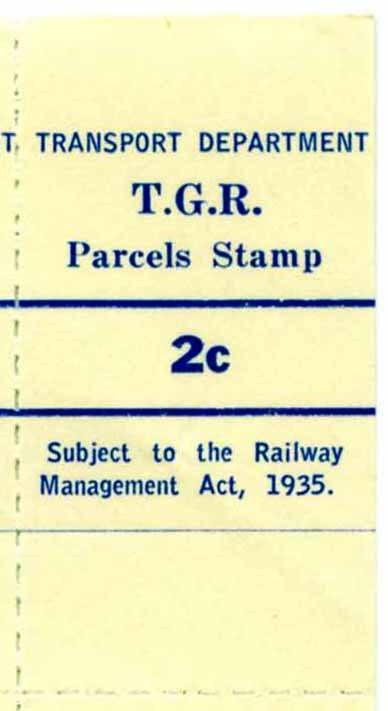 T TRANSPORT DEPARTMENT
T.G.R.
Parcels Stamp
2c
Subject to the Railway
Management Act, 1935.